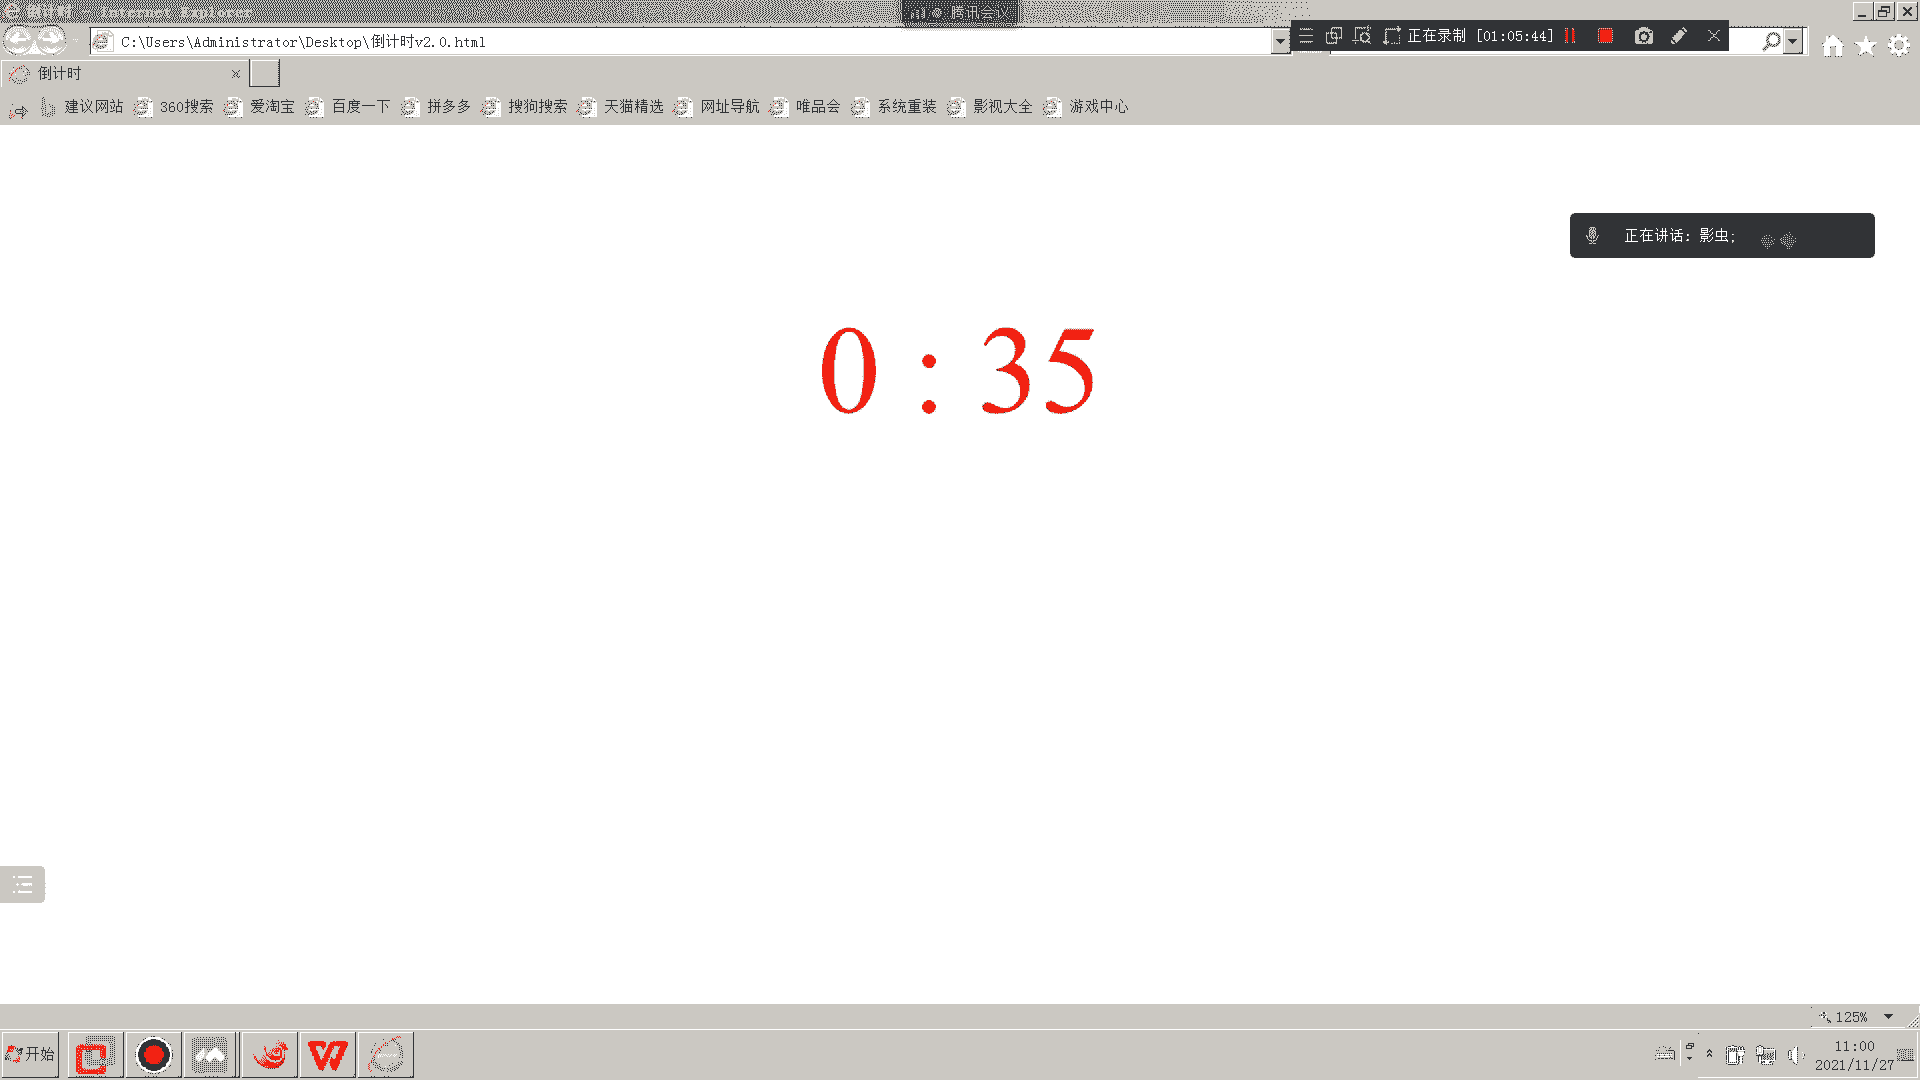 倒计时 - Internet Explorer
腾讯会议
C:\Users\Administrator\Desktop\倒计时v2.0.html
正在录制 [01:05:44]
倒计时
建议网站 360搜索 爱淘宝 百度一下 拼多多 搜狗搜索 天猫精选 网址导航 唯品会 系统重装 影视大全 游戏中心
正在讲话: 影虫;
0 : 35
125%
开始
11:00
2021/11/27